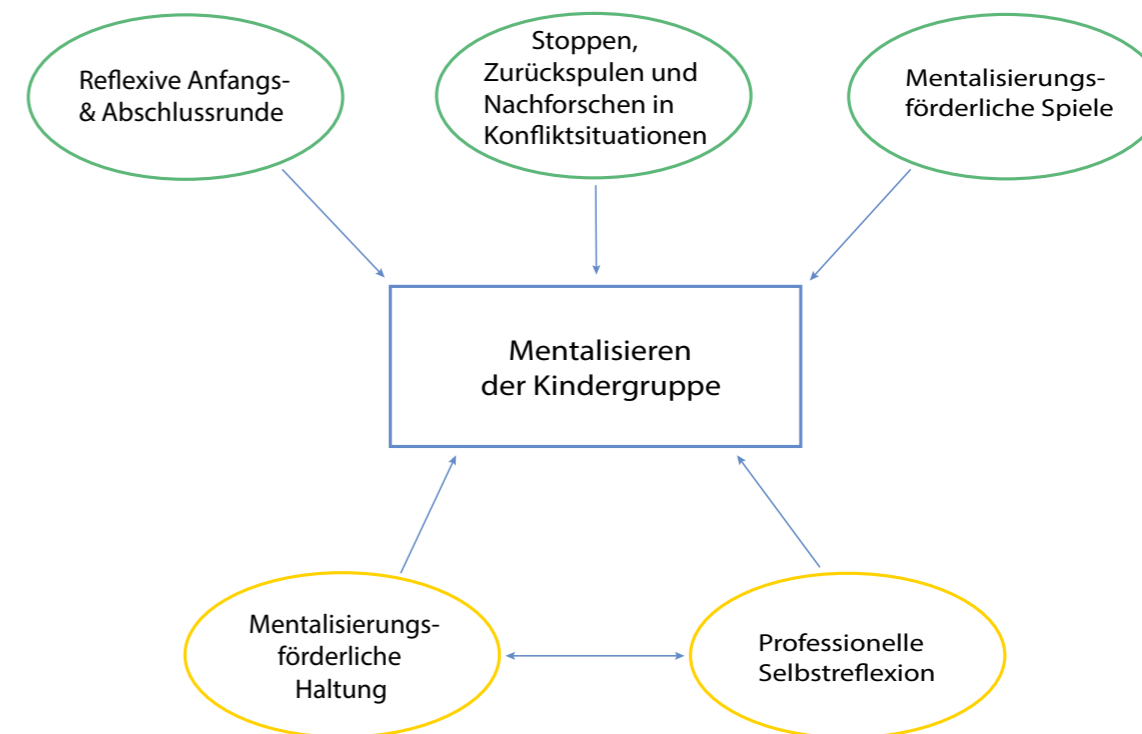 Reflexive Anfangs-
& Abschlussrunde
Stoppen,
Zurückspulen und
Nachforschen in
Konfliktsituationen
Mentalisierungs-
förderliche Spiele
Mentalisieren
der Kindergruppe
Mentalisierungs-
förderliche
Haltung
Professionelle
Selbstreflexion